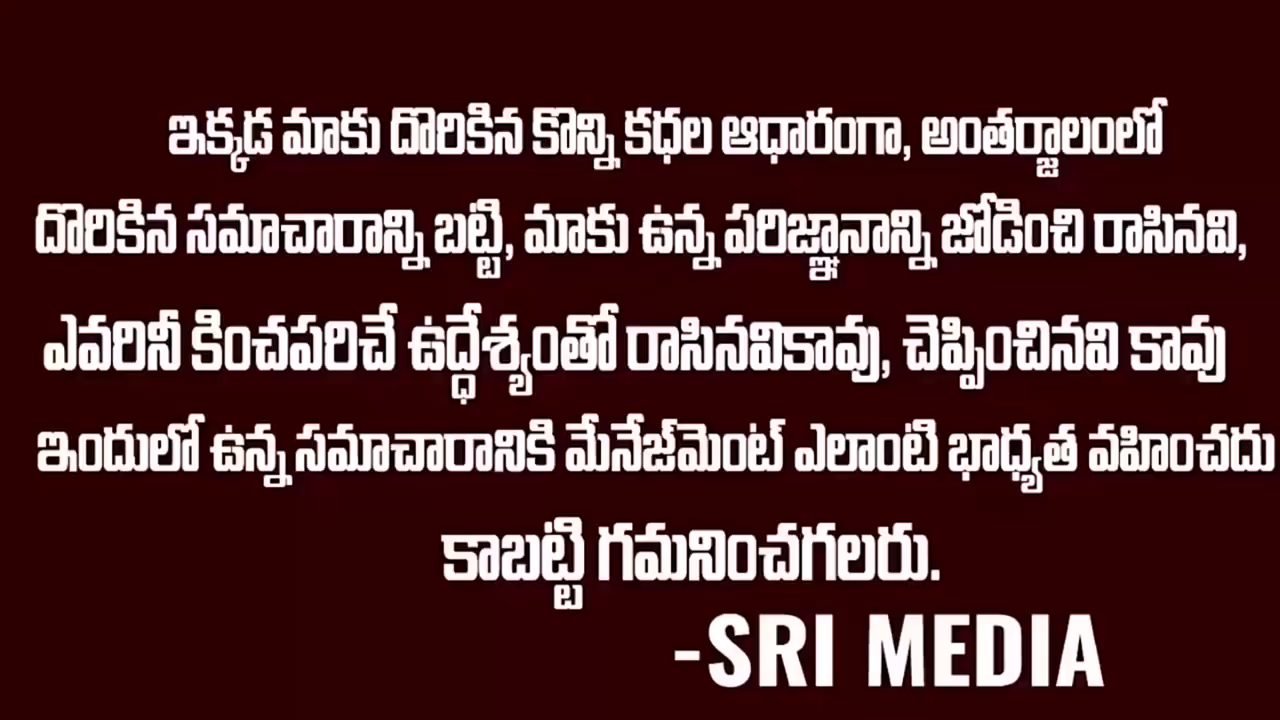 ఇక్కడ మాకు దొరికిన కొన్ని కధల ఆధారంగా, అంతర్జాలంలో
దొరికిన సమాచారాన్ని బట్టి, మాకు ఉన్న పరిజ్ఞానాన్ని జోడించి రాసినవి,
ఎవరినీ కించపరిచే ఉద్ధేశ్యంతో రాసినవికావు, చెప్పించినవి కావు
ఇందులో ఉన్న సమాచారానికి మేనేజ్‌మెంట్ ఎలాంటి భాధ్యత వహించదు
కాబట్టి గమనించగలరు.
-SRI MEDIA